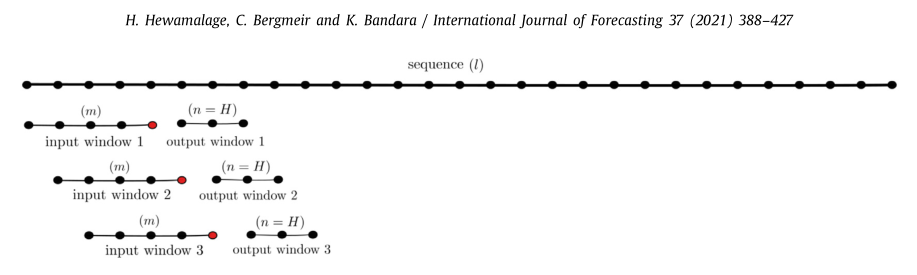 H. Hewamalage, C. Bergmeir and K. Bandara / International Journal of Forecasting 37 (2021) 388–427
sequence (l)
(m) (n = H)
input window 1 output window 1
(m) (n = H)
input window 2 output window 2
(m) (n = H)
input window 3 output window 3